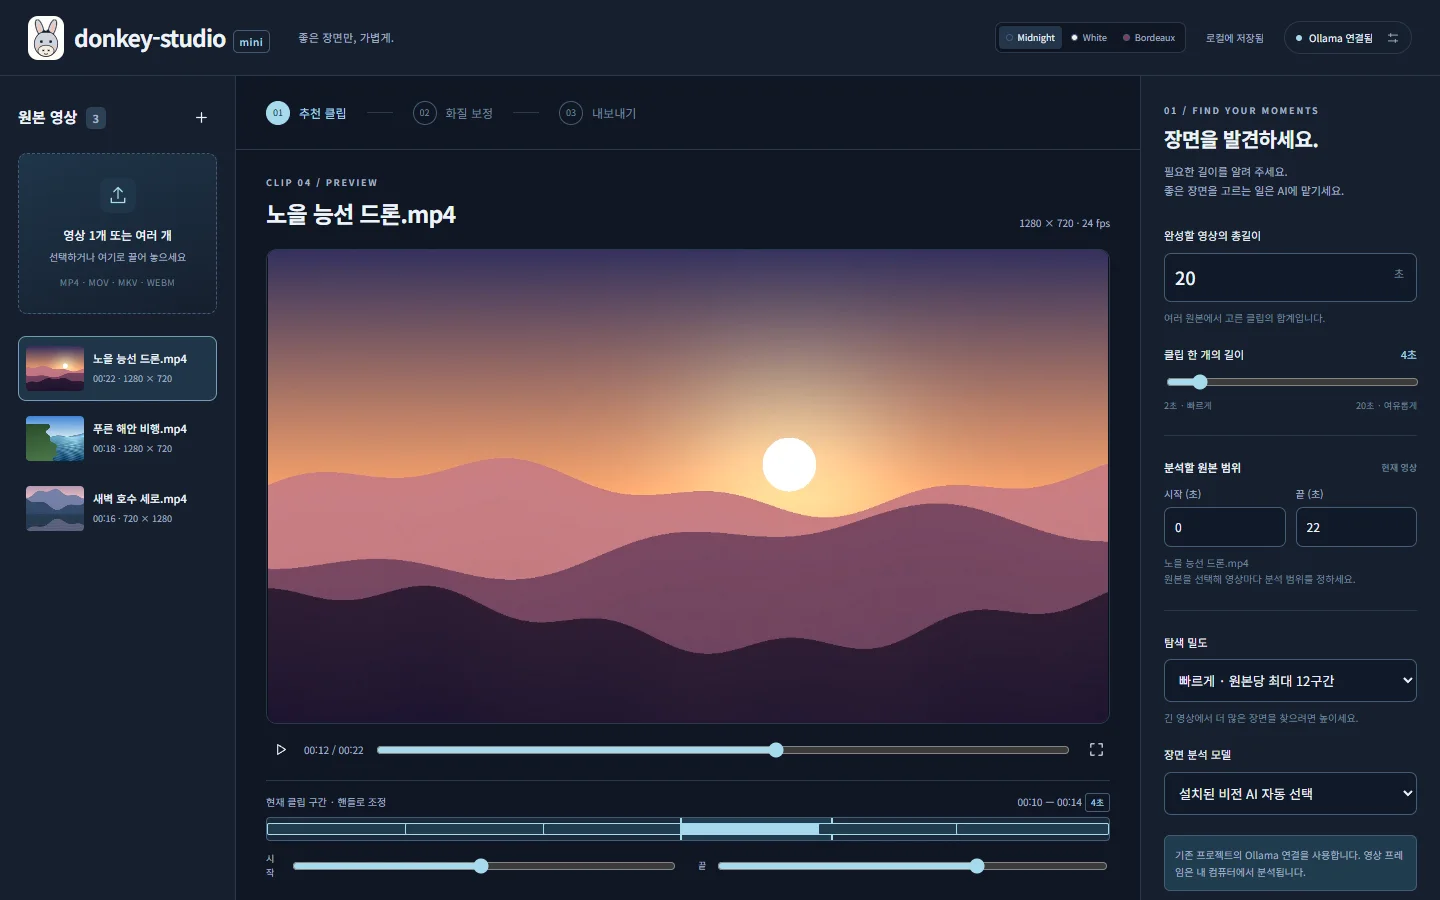 donkey-studio mini
좋은 장면만, 가볍게.
Midnight
White
Bordeaux
로컬에 저장됨
Ollama 연결됨
원본 영상 3
영상 1개 또는 여러 개
선택하거나 여기로 끌어 놓으세요
MP4 · MOV · MKV · WEBM
노을 능선 드론.mp4
00:22 · 1280 × 720
푸른 해안 비행.mp4
00:18 · 1280 × 720
새벽 호수 세로.mp4
00:16 · 720 × 1280
01 추천 클립
02 화질 보정
03 내보내기
CLIP 04 / PREVIEW
노을 능선 드론.mp4
1280 × 720 · 24 fps
00:12 / 00:22
현재 클립 구간 · 핸들로 조정
00:10 — 00:14 4초
시작
끝
01 / FIND YOUR MOMENTS
장면을 발견하세요.
필요한 길이를 알려 주세요.
좋은 장면을 고르는 일은 AI에 맡기세요.
완성할 영상의 총길이
20 초
여러 원본에서 고른 클립의 합계입니다.
클립 한 개의 길이 4초
2초 · 빠르게
20초 · 여유롭게
분석할 원본 범위 현재 영상
시작 (초)
끝 (초)
0
22
노을 능선 드론.mp4
원본을 선택해 영상마다 분석 범위를 정하세요.
탐색 밀도
빠르게 · 원본당 최대 12구간
긴 영상에서 더 많은 장면을 찾으려면 높이세요.
장면 분석 모델
설치된 비전 AI 자동 선택
기존 프로젝트의 Ollama 연결을 사용합니다. 영상 프레
임은 내 컴퓨터에서 분석됩니다.